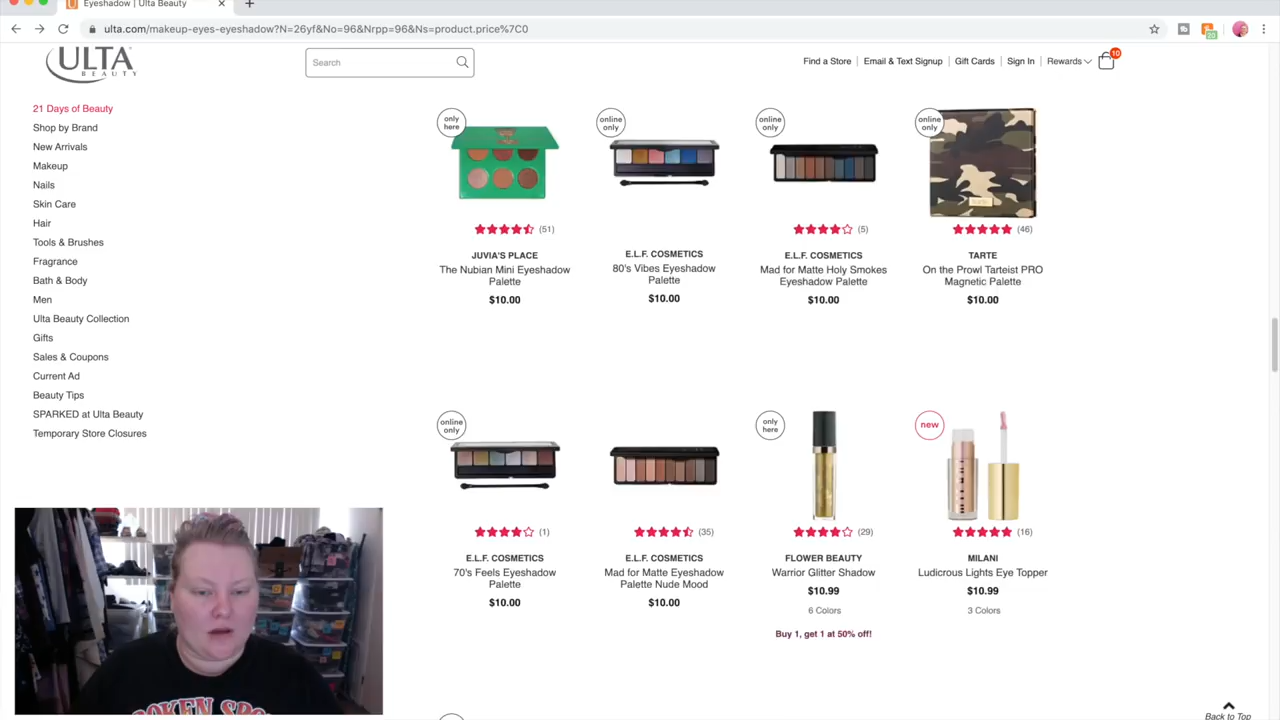 Eyeshadow | Ulta Beauty
ulta.com/makeup-eyes-eyeshadow?N=26yf&No=96&Nrpp=96&Ns=product.price%7C0
20
ULTA
BEAUTY
Search
Find a Store
Email & Text Signup
Gift Cards
Sign In
Rewards
10
21 Days of Beauty
Shop by Brand
New Arrivals
Makeup
Nails
Skin Care
Hair
Tools & Brushes
Fragrance
Bath & Body
Men
Ulta Beauty Collection
Gifts
Sales & Coupons
Current Ad
Beauty Tips
SPARKED at Ulta Beauty
Temporary Store Closures
only
here
(51)
JUVIA'S PLACE
The Nubian Mini Eyeshadow
Palette
$10.00
online
only
E.L.F. COSMETICS
80's Vibes Eyeshadow
Palette
$10.00
online
only
(5)
E.L.F. COSMETICS
Mad for Matte Holy Smokes
Eyeshadow Palette
$10.00
online
only
(46)
TARTE
On the Prowl Tarteist PRO
Magnetic Palette
$10.00
online
only
(1)
E.L.F. COSMETICS
70's Feels Eyeshadow
Palette
$10.00
(35)
E.L.F. COSMETICS
Mad for Matte Eyeshadow
Palette Nude Mood
$10.00
only
here
(29)
FLOWER BEAUTY
Warrior Glitter Shadow
$10.99
6 Colors
Buy 1, get 1 at 50% off!
new
(16)
MILANI
Ludicrous Lights Eye Topper
$10.99
3 Colors
Back to Top